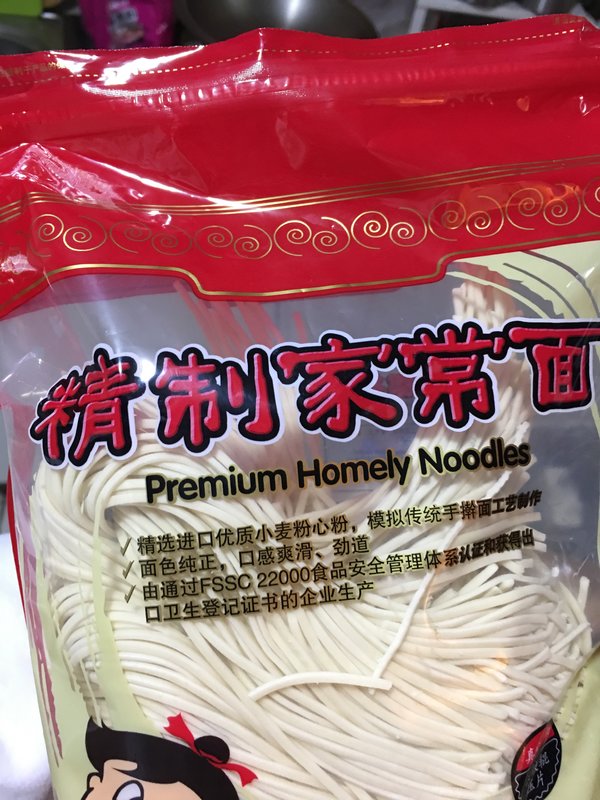 精制家常面
Premium Homely Noodles
✓精选进口优质小麦粉心粉，模拟传统手擀面工艺制作
✓面色纯正，口感爽滑、劲道
✓由通过FSSC 22000食品安全管理体系认证和获得出
口卫生登记证书的企业生产